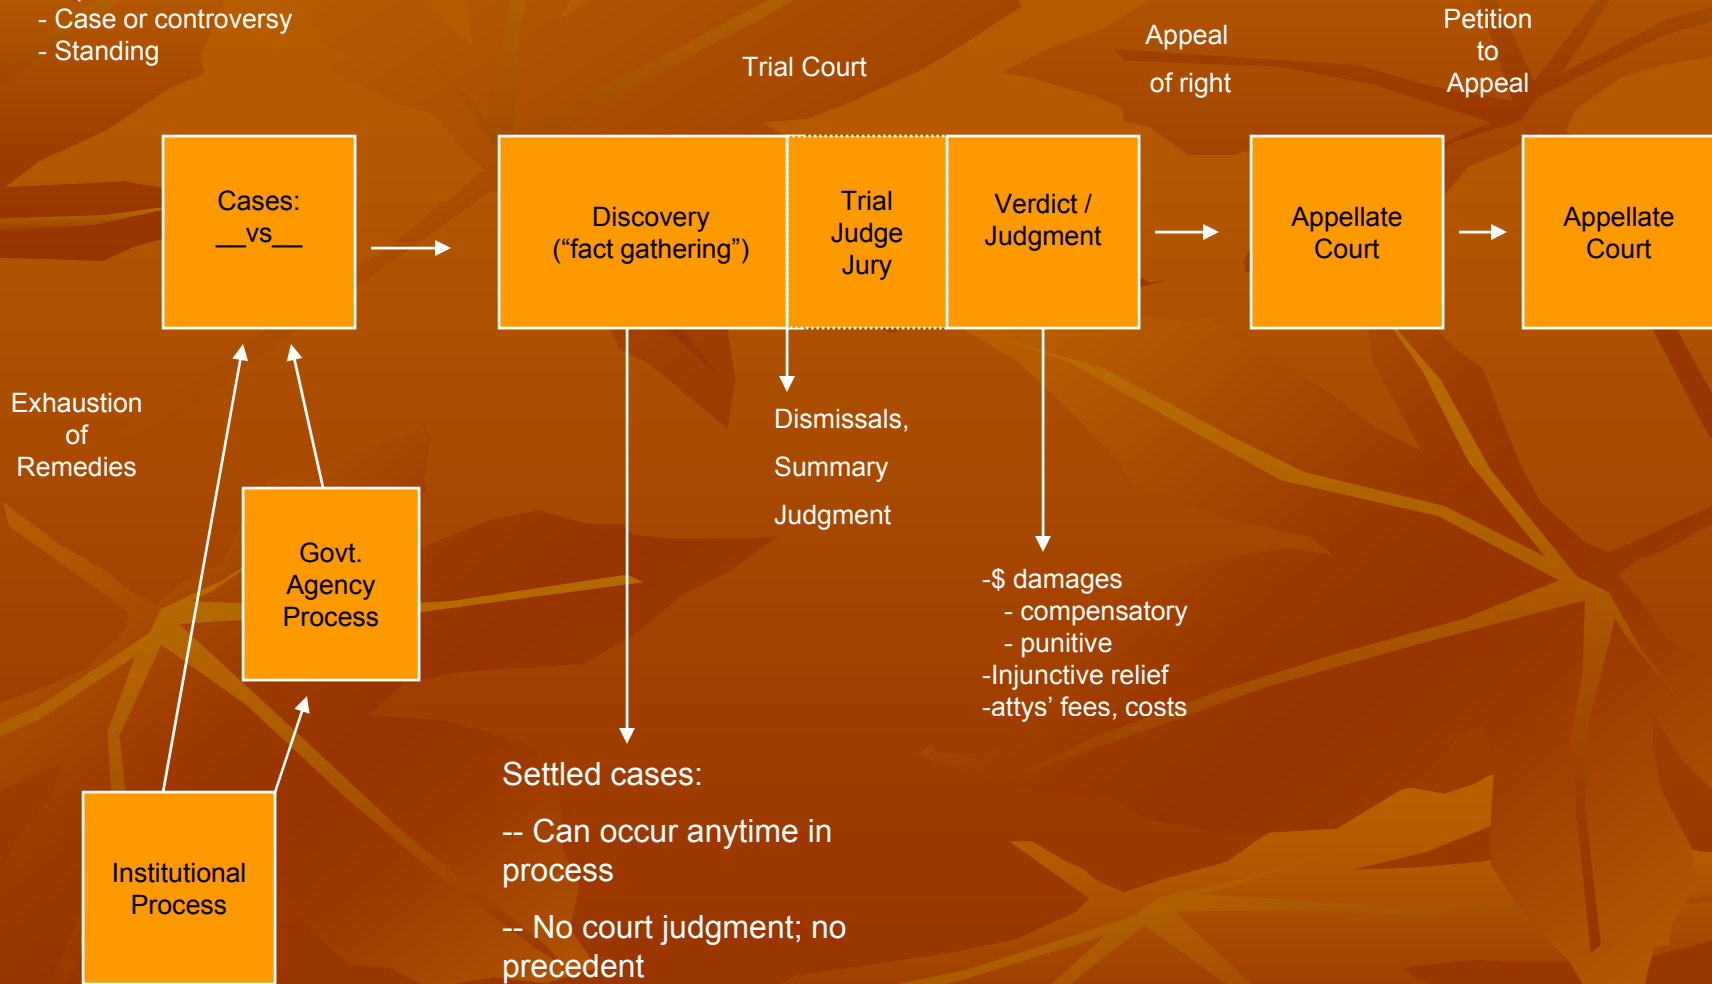 - Case or controversy
- Standing
Trial Court
Appeal
of right
Petition
to
Appeal
Cases:
__vs__
Discovery
(“fact gathering”)
Trial
Judge
Jury
Verdict /
Judgment
Appellate
Court
Appellate
Court
Exhaustion
of
Remedies
Dismissals,
Summary
Judgment
Govt.
Agency
Process
-$ damages
- compensatory
- punitive
-Injunctive relief
-attys’ fees, costs
Institutional
Process
Settled cases:
-- Can occur anytime in
process
-- No court judgment; no
precedent